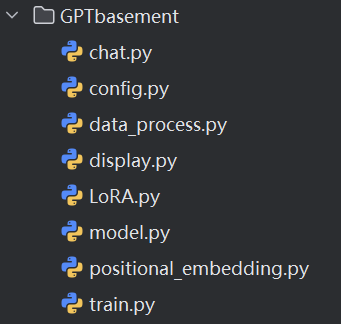 GPTbasement
chat.py
config.py
data_process.py
display.py
LoRA.py
model.py
positional_embedding.py
train.py